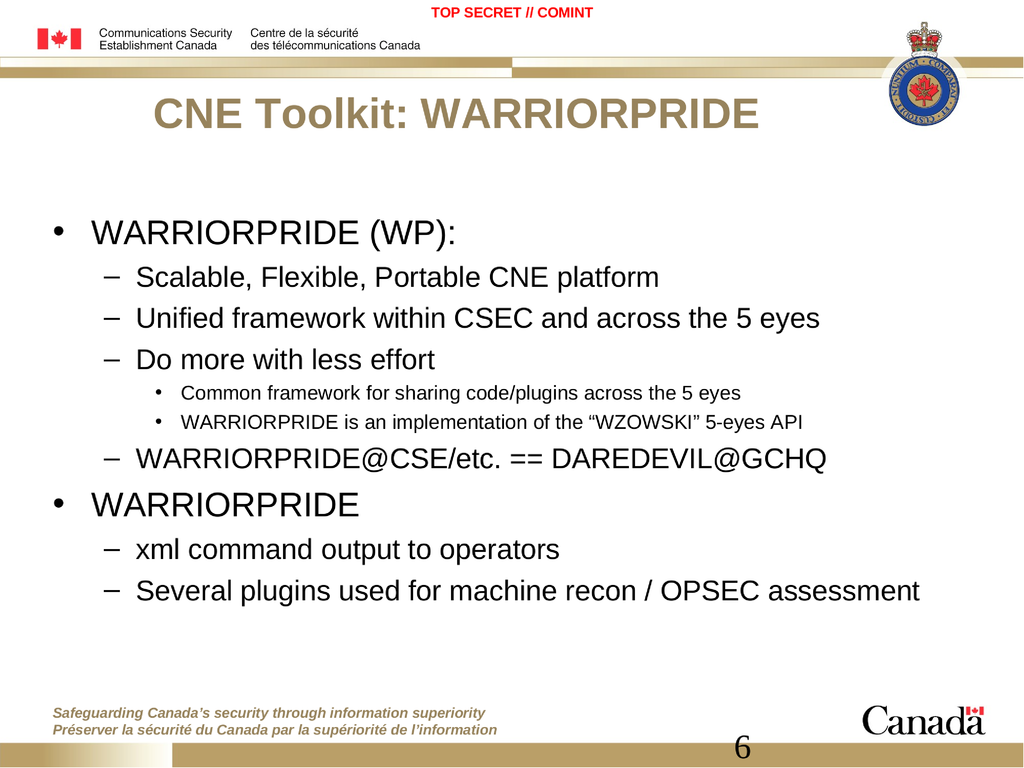 TOP SECRET // COMINT
Communications Security Centre de la sécurité
Establishment Canada des télécommunications Canada
CNE Toolkit: WARRIORPRIDE
• WARRIORPRIDE (WP):
– Scalable, Flexible, Portable CNE platform
– Unified framework within CSEC and across the 5 eyes
– Do more with less effort
• Common framework for sharing code/plugins across the 5 eyes
• WARRIORPRIDE is an implementation of the “WZOWSKI” 5-eyes API
– WARRIORPRIDE@CSE/etc. == DAREDEVIL@GCHQ
• WARRIORPRIDE
– xml command output to operators
– Several plugins used for machine recon / OPSEC assessment
Safeguarding Canada’s security through information superiority
Préserver la sécurité du Canada par la supériorité de l’information
Canada
6